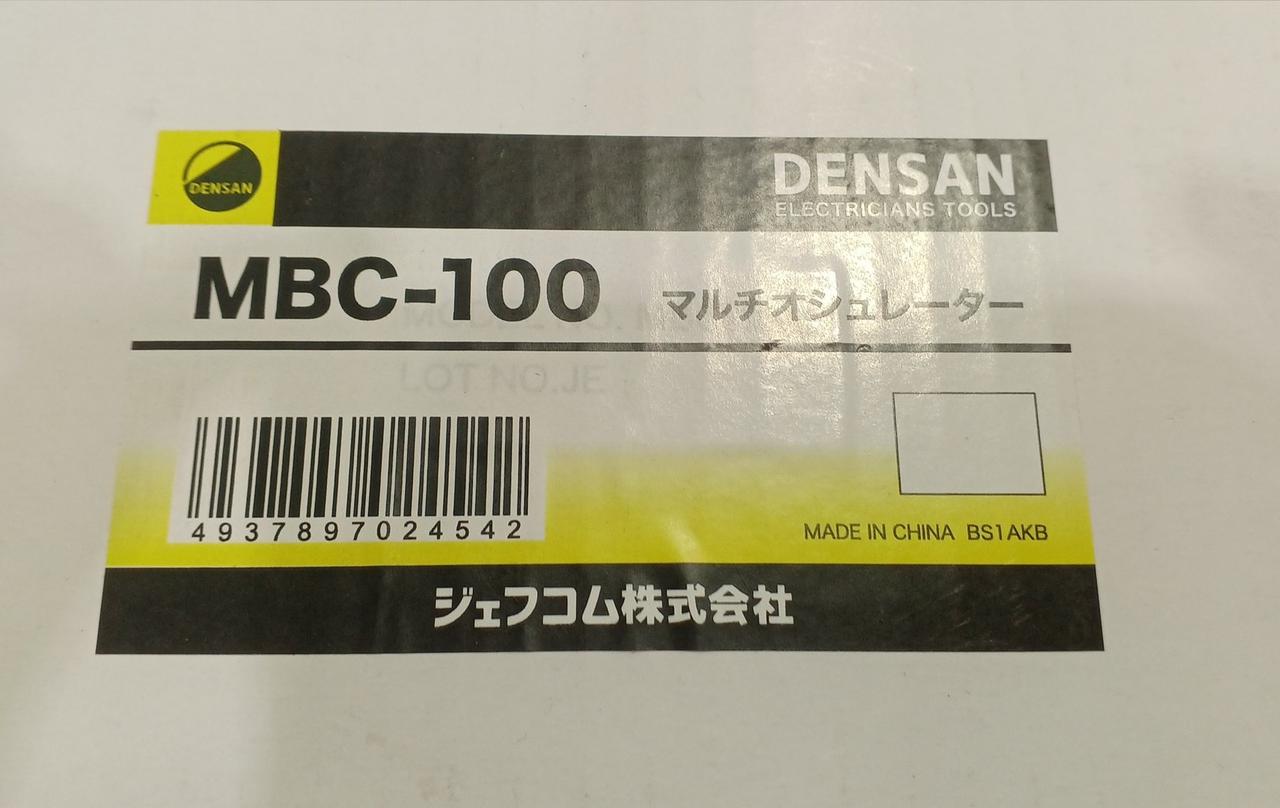 DENSAN
DENSAN
ELECTRICIANS TOOLS
MBC-100 マルチオシュレーター
LOT NO.JE
4937897024542
MADE IN CHINA BS1AKB
ジェフコム株式会社